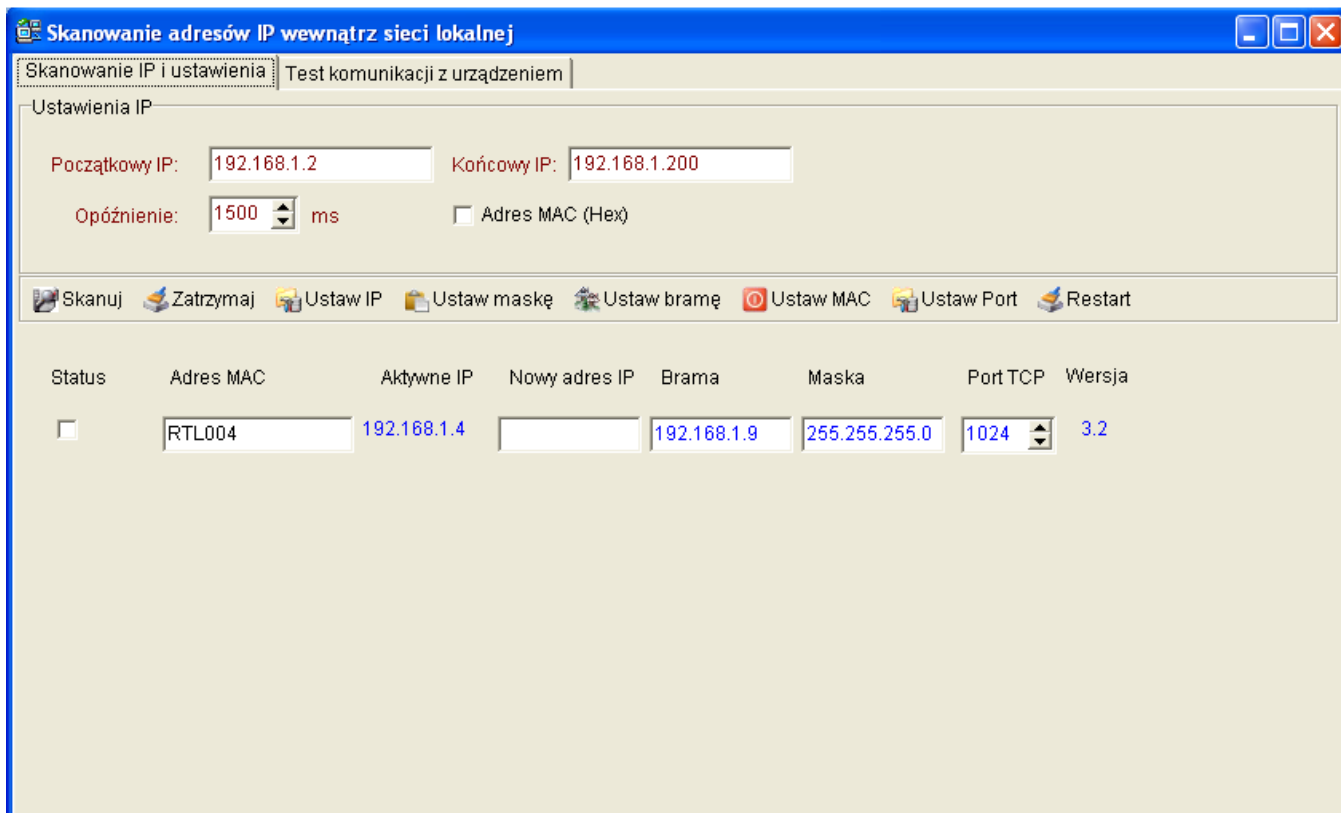 Skanowanie adresów IP wewnątrz sieci lokalnej
Skanowanie IP i ustawienia Test komunikacji z urządzeniem
Ustawienia IP
Początkowy IP: 192.168.1.2 Końcowy IP: 192.168.1.200
Opóźnienie: 1500 ms Adres MAC (Hex)
Skanuj Zatrzymaj Ustaw IP Ustaw maskę Ustaw bramę Ustaw MAC Ustaw Port Restart
Status Adres MAC Aktywne IP Nowy adres IP Brama Maska Port TCP Wersja
RTL004 192.168.1.4 192.168.1.9 255.255.255.0 1024 3.2